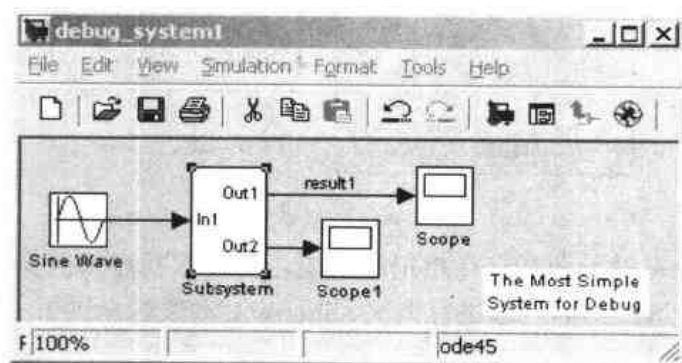 debug_system1
File Edit View Simulation Format Tools Help
Out1
result1
In1
Out2
Scope
Sine Wave
Subsystem
Scope1
The Most Simple
System for Debug
F 100%
ode45